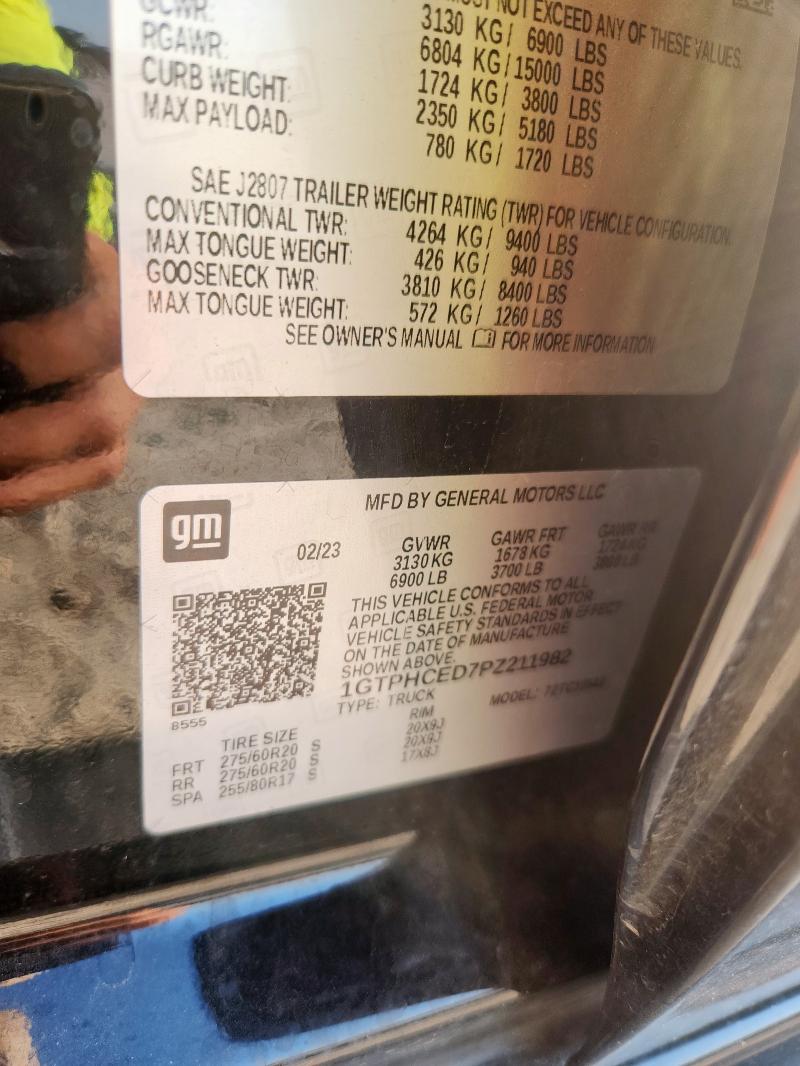 MUST NOT EXCEED ANY OF THESE VALUES.
3130 KG/ 6900 LBS
GCWR: 6804 KG/15000 LBS
RGAWR: 1724 KG/ 3800 LBS
CURB WEIGHT: 2350 KG/ 5180 LBS
MAX PAYLOAD: 780 KG/ 1720 LBS
SAE J2807 TRAILER WEIGHT RATING (TWR) FOR VEHICLE CONFIGURATION.
CONVENTIONAL TWR: 4264 KG/ 9400 LBS
MAX TONGUE WEIGHT: 426 KG/ 940 LBS
GOOSENECK TWR: 3810 KG/ 8400 LBS
MAX TONGUE WEIGHT: 572 KG/ 1260 LBS
SEE OWNER'S MANUAL FOR MORE INFORMATION
gm
MFD BY GENERAL MOTORS LLC
02/23 GVWR GAWR FRT GAWR RR
3130 KG 1678 KG 1724 KG
6900 LB 3700 LB 3800 LB
THIS VEHICLE CONFORMS TO ALL
APPLICABLE U.S. FEDERAL MOTOR
VEHICLE SAFETY STANDARDS IN EFFECT
ON THE DATE OF MANUFACTURE
SHOWN ABOVE.
1GTPHCED7PZ211982
TYPE: TRUCK MODEL:
8555
TIRE SIZE RIM
FRT 275/60R20 S 20X9J
RR 275/60R20 S 20X9J
SPA 255/80R17 S 17X8J